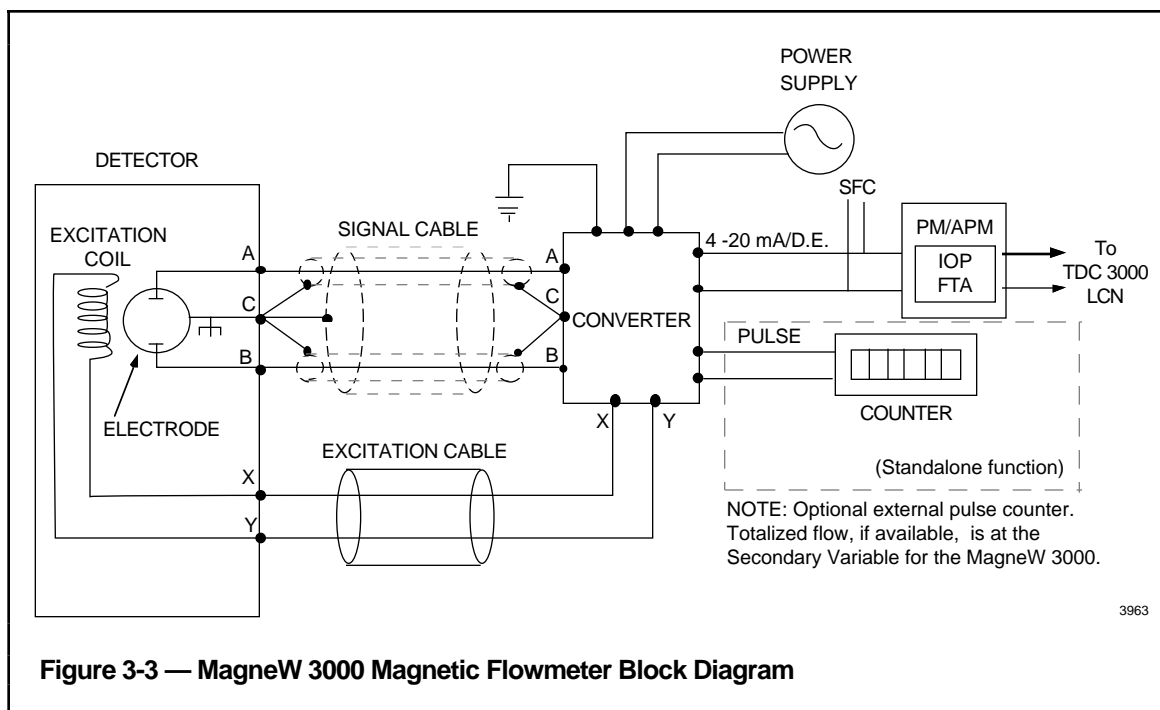 POWER
SUPPLY
DETECTOR
SFC
EXCITATION
COIL
SIGNAL CABLE
4 -20 mA/D.E.
PM/APM
IOP
FTA
To
TDC 3000
LCN
A
C
B
A
C
B
CONVERTER
PULSE
COUNTER
(Standalone function)
ELECTRODE
X
Y
EXCITATION CABLE
X
Y
NOTE: Optional external pulse counter.
Totalized flow, if available, is at the
Secondary Variable for the MagneW 3000.
3963
Figure 3-3 — MagneW 3000 Magnetic Flowmeter Block Diagram